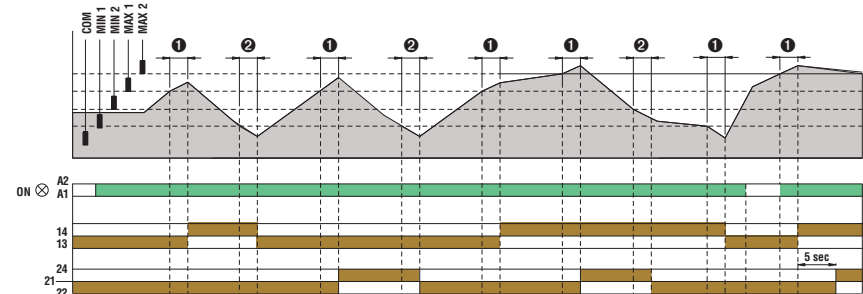 COM
MIN 1
MIN 2
MAX 1
MAX 2
❶ ❷ ❶ ❷ ❶ ❶ ❷ ❶ ❶
ON A2
A1
14
13
5 sec
24
21
22